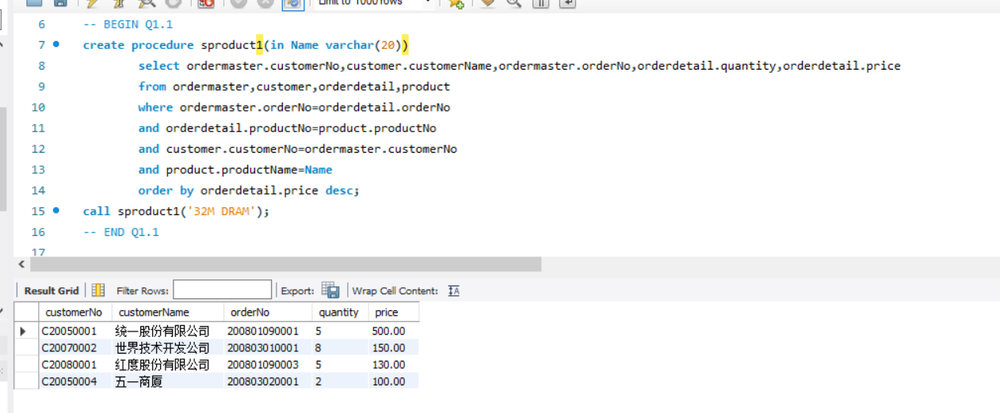 Limit to 1000 rows
6 -- BEGIN Q1.1
7 create procedure sproduct1(in Name varchar(20))
8 select ordermaster.customerNo,customer.customerName,ordermaster.orderNo,orderdetail.quantity,orderdetail.price
9 from ordermaster,customer,orderdetail,product
10 where ordermaster.orderNo=orderdetail.orderNo
11 and orderdetail.productNo=product.productNo
12 and customer.customerNo=ordermaster.customerNo
13 and product.productName=Name
14 order by orderdetail.price desc;
15 call sproduct1('32M DRAM');
16 -- END Q1.1
17
Result Grid Filter Rows: Export: Wrap Cell Content:
customerNo customerName orderNo quantity price
C20050001 统一股份有限公司 200801090001 5 500.00
C20070002 世界技术开发公司 200803010001 8 150.00
C20080001 红度股份有限公司 200801090003 5 130.00
C20050004 五一商厦 200803020001 2 100.00